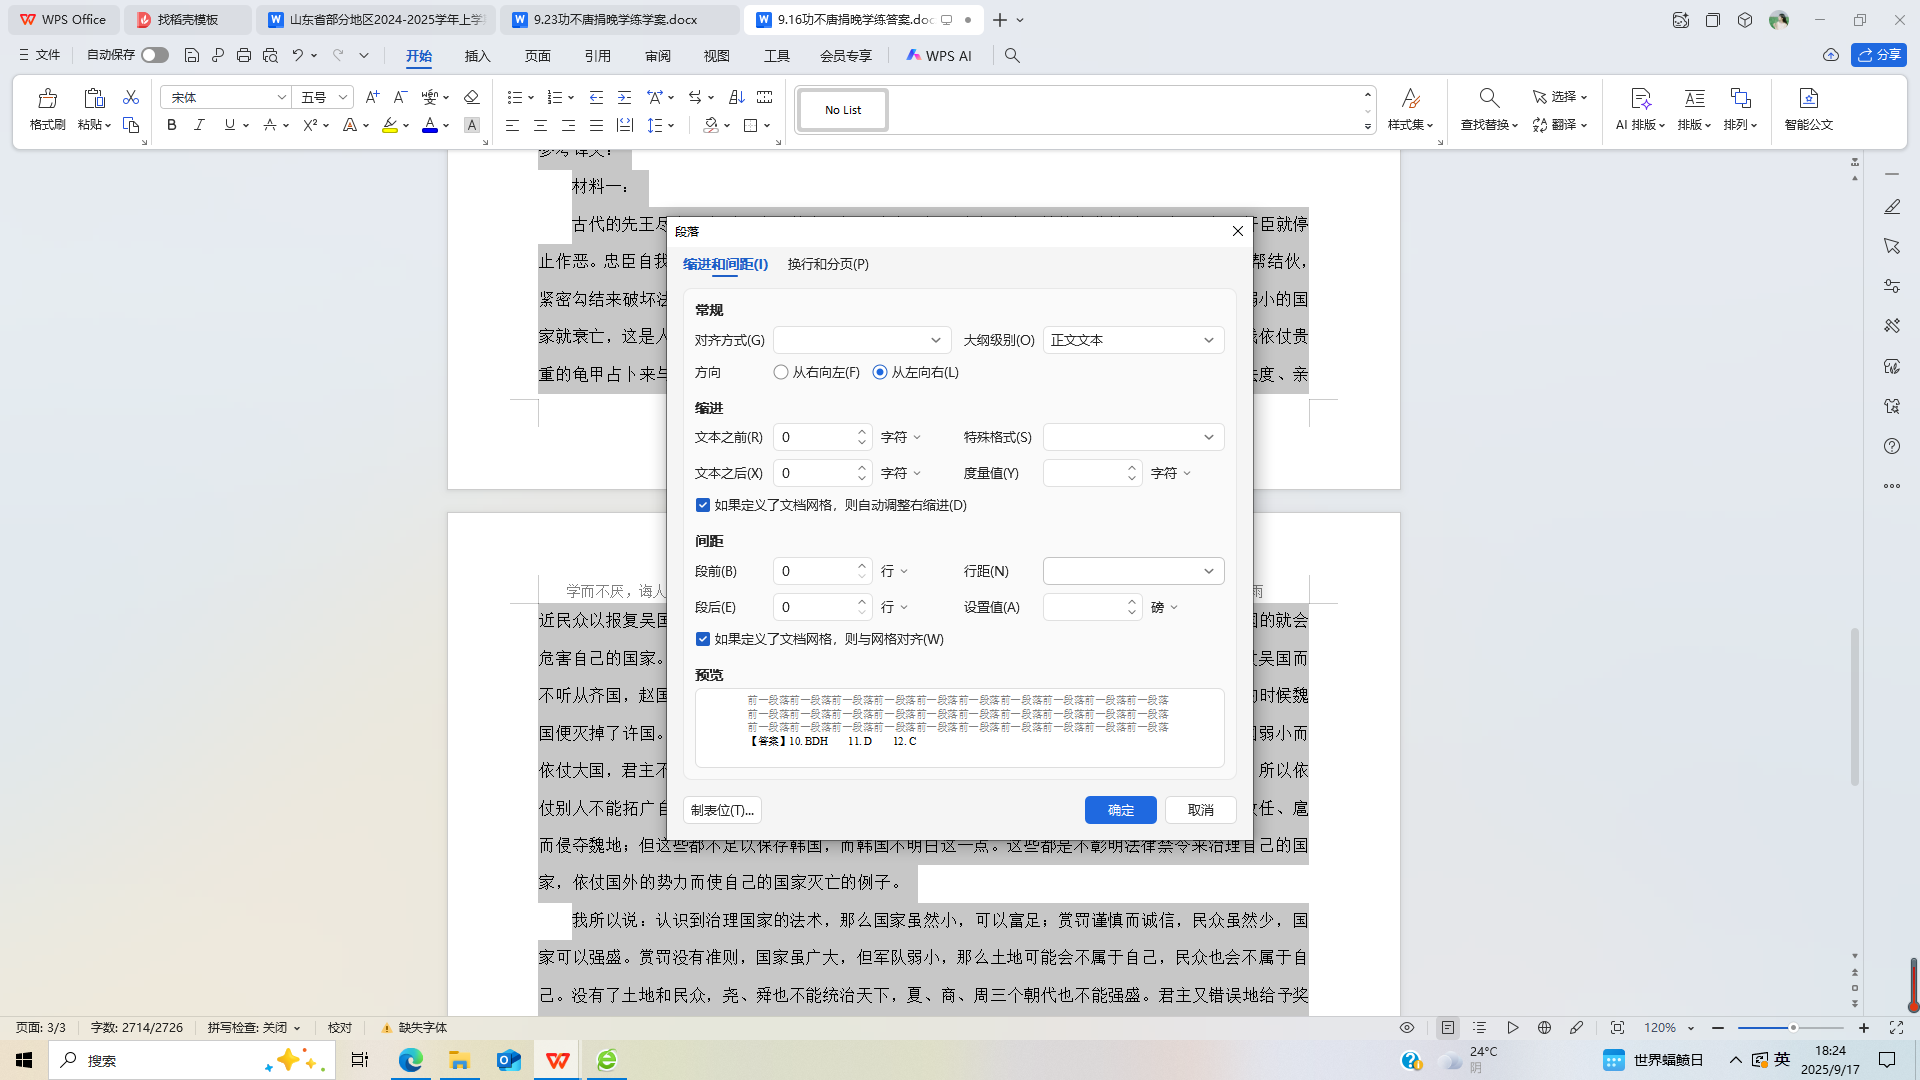 WPS Office
找稻壳模板
山东省部分地区2024-2025学年上学
9.23功不唐捐晚学练学案.docx
9.16功不唐捐晚学练答案.doc
文件
自动保存
开始
插入
页面
引用
审阅
视图
工具
会员专享
WPS AI
分享
格式刷
粘贴
宋体
五号
No List
样式集
查找替换
选择
翻译
AI 排版
排版
排列
智能公文
参考译文：
材料一：
古代的先王尽
奸臣就停
止作恶。忠臣自我
帮结伙，
紧密勾结来破坏法
弱小的国
家就衰亡，这是人
依仗贵
重的龟甲占卜来与
法度、亲
段落
缩进和间距(I)
换行和分页(P)
常规
对齐方式(G)
大纲级别(O)
正文文本
方向
从右向左(F)
从左向右(L)
缩进
文本之前(R)
0
字符
特殊格式(S)
文本之后(X)
0
字符
度量值(Y)
字符
如果定义了文档网格，则自动调整右缩进(D)
间距
段前(B)
0
行
行距(N)
段后(E)
0
行
设置值(A)
磅
如果定义了文档网格，则与网格对齐(W)
预览
前一段落前一段落前一段落前一段落前一段落前一段落前一段落前一段落前一段落前一段落
前一段落前一段落前一段落前一段落前一段落前一段落前一段落前一段落前一段落前一段落
前一段落前一段落前一段落前一段落前一段落前一段落前一段落前一段落前一段落前一段落
【答案】10. BDH 11. D 12. C
制表位(T)...
确定
取消
学而不厌，诲人
雨
近民众以报复吴国
国的就会
危害自己的国家。
吴国而
不听从齐国，赵国
的时候魏
国便灭掉了许国。
国弱小而
依仗大国，君主不
所以依
仗别人不能拓广自
任、扈
而侵夺魏地；但这些都不足以保存韩国，而韩国不明白这一点。这些都是不彰明法律禁令来治理自己的国
家，依仗国外的势力而使自己的国家灭亡的例子。
我所以说：认识到治理国家的法术，那么国家虽然小，可以富足；赏罚谨慎而诚信，民众虽然少，国
家可以强盛。赏罚没有准则，国家虽广大，但军队弱小，那么土地可能会不属于自己，民众也会不属于自
己。没有了土地和民众，尧、舜也不能统治天下，夏、商、周三个朝代也不能强盛。君主又错误地给予奖
页面: 3/3
字数: 2714/2726
拼写检查: 关闭
校对
缺失字体
120%
搜索
24°C
阴
世界蝙蝠日
英
18:24
2025/9/17